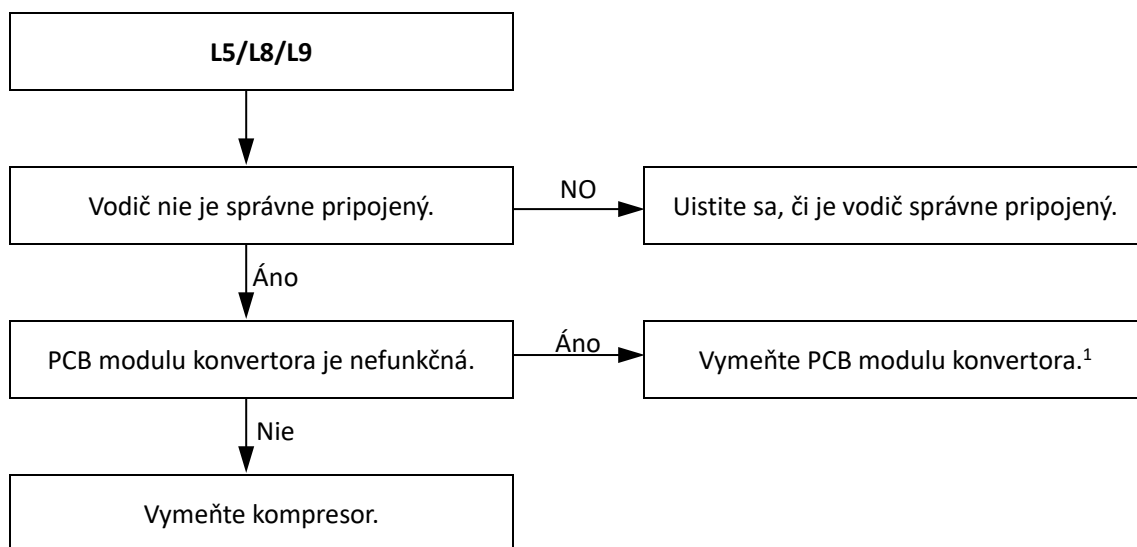 L5/L8/L9
Vodič nie je správne pripojený.
NO
Uistite sa, či je vodič správne pripojený.
Áno
PCB modulu konvertora je nefunkčná.
Áno
Vymeňte PCB modulu konvertora.1
Nie
Vymeňte kompresor.